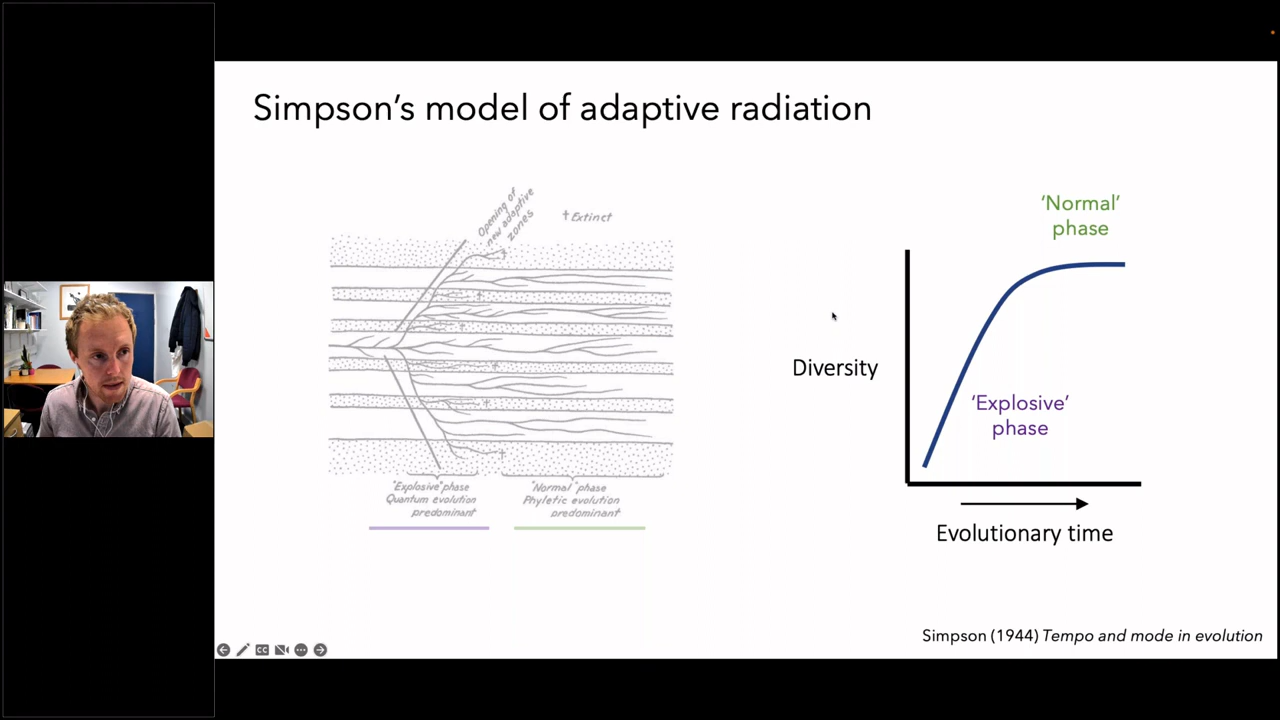 Simpson’s model of adaptive radiation
Opening of
new adaptive
zones
†Extinct
"Explosive" phase
Quantum evolution
predominant
"Normal" phase
Phyletic evolution
predominant
‘Normal’
phase
Diversity
‘Explosive’
phase
Evolutionary time
Simpson (1944) Tempo and mode in evolution
CC